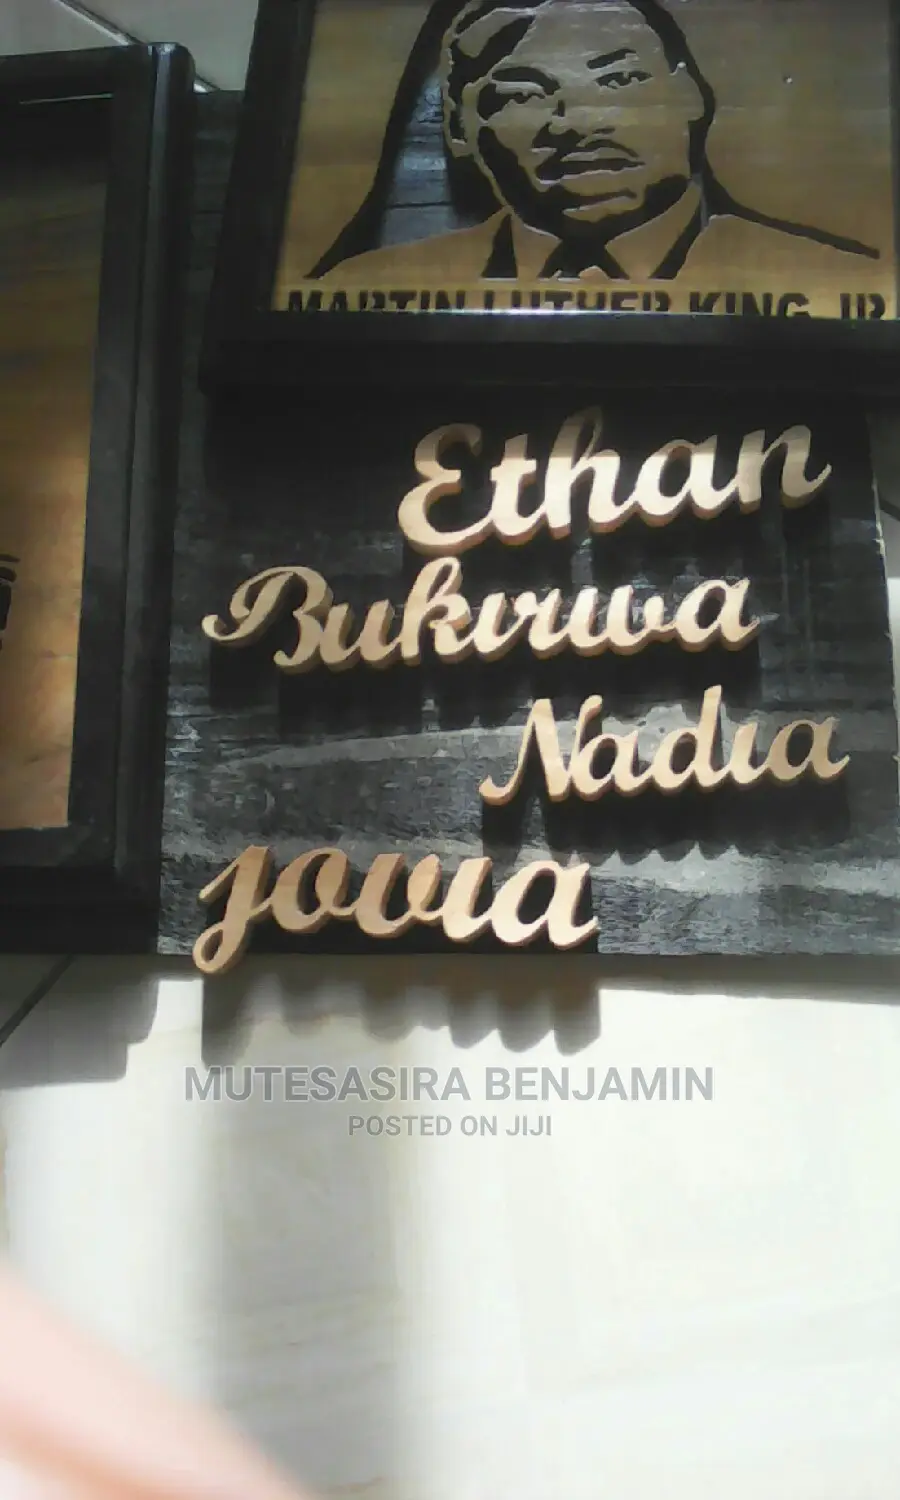 MARTIN LUTHER KING, JR
Ethan
Bukirwa
Nadia
jovia
MUTESASIRA BENJAMIN
POSTED ON JIJI